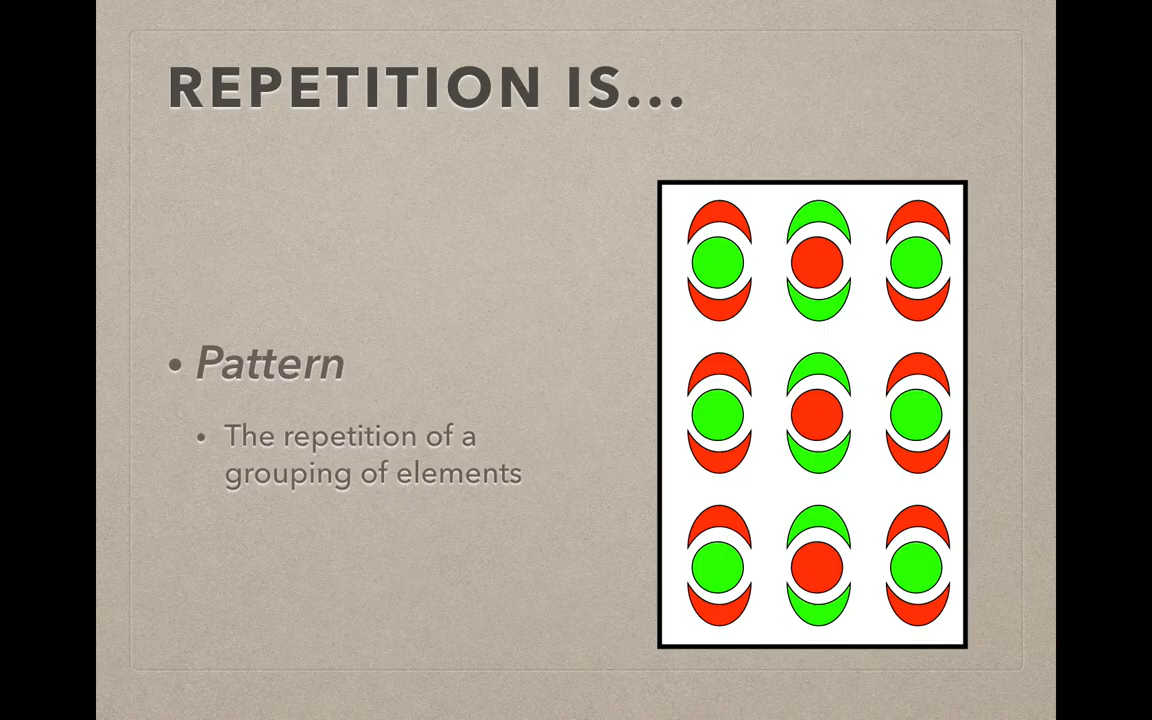 REPETITION IS...
• Pattern
• The repetition of a
grouping of elements